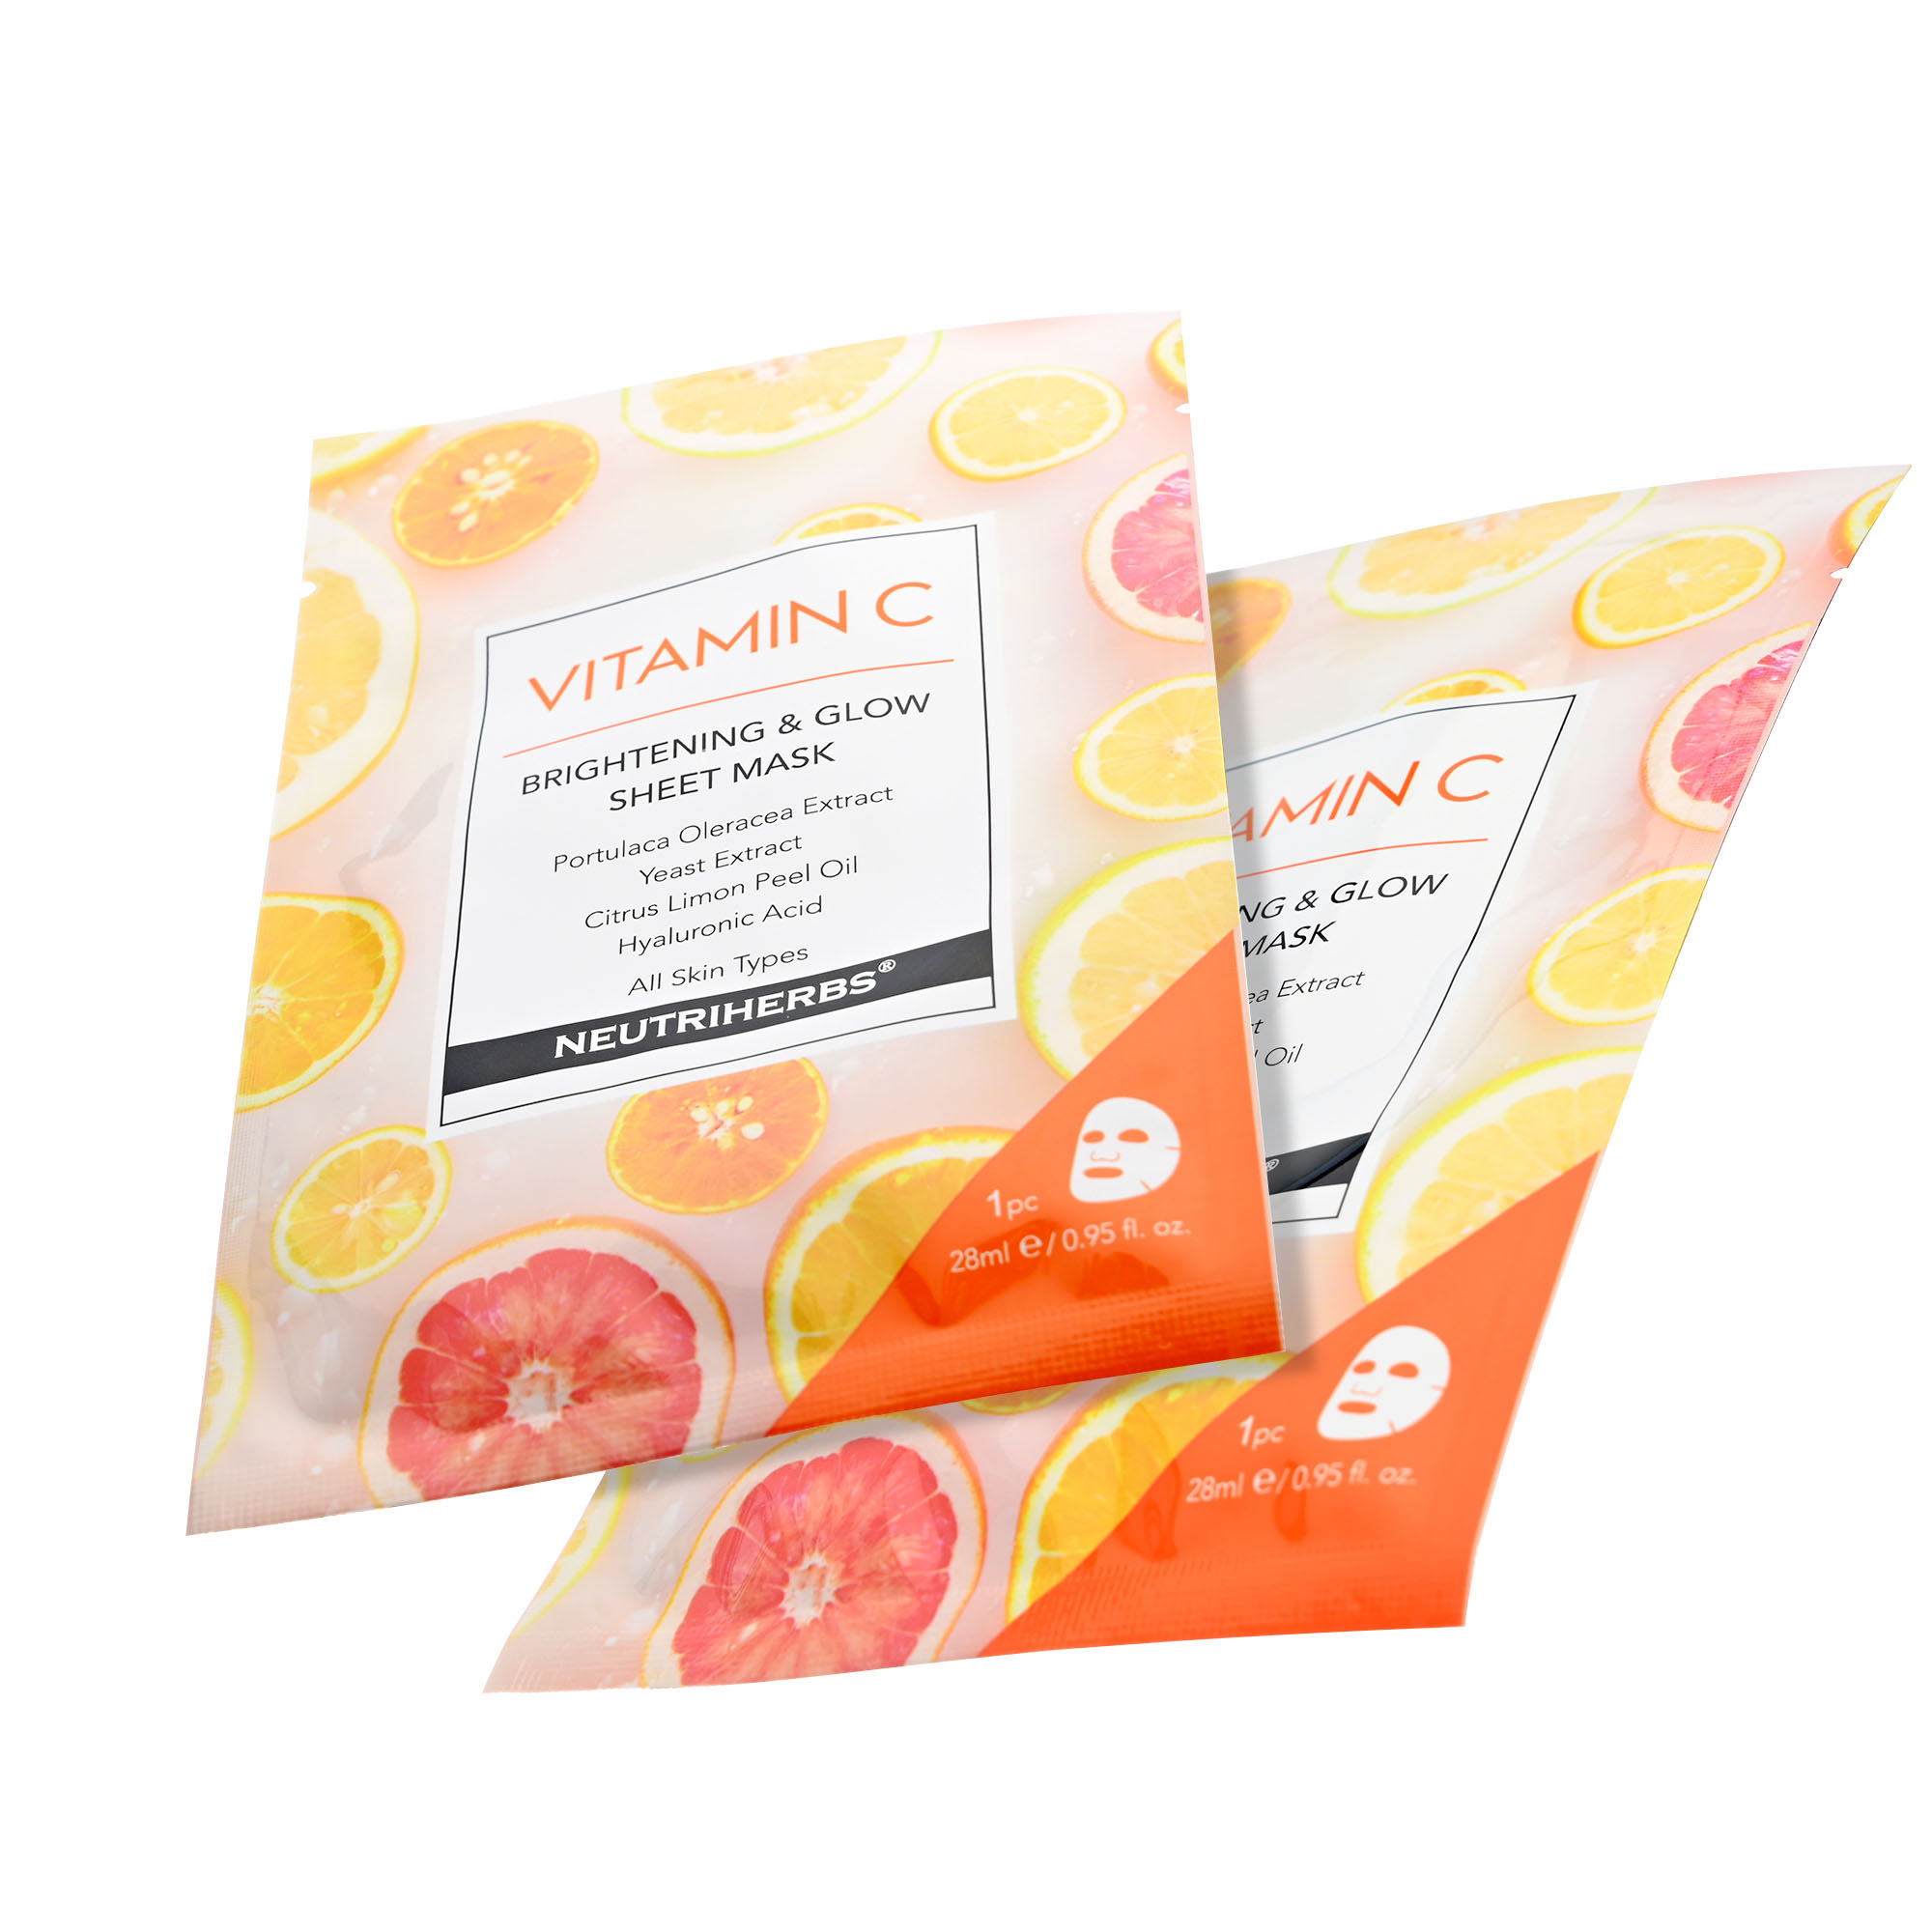 VITAMIN C
BRIGHTENING & GLOW
SHEET MASK
Portulaca Oleracea Extract
Yeast Extract
Citrus Limon Peel Oil
Hyaluronic Acid
All Skin Types
NEUTRIHERBS®
1pc
28ml e / 0.95 fl. oz.
AMIN C
NG & GLOW
MASK
ea Extract
ct
l Oil
®
1pc
28ml e / 0.95 fl. oz.